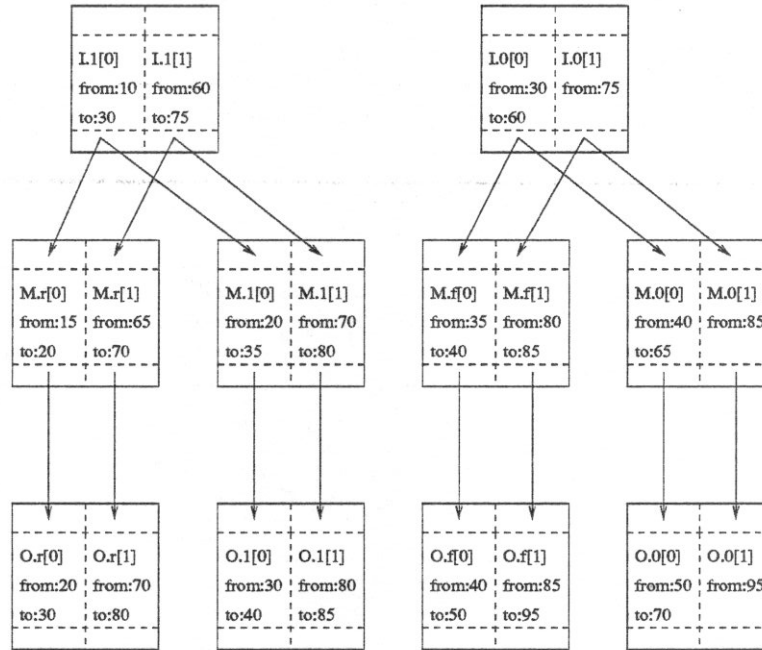 I.1[0] I.1[1] I.0[0] I.0[1]
from:10 from:60 from:30 from:75
to:30 to:75 to:60
M.r[0] M.r[1] M.1[0] M.1[1] M.f[0] M.f[1] M.0[0] M.0[1]
from:15 from:65 from:20 from:70 from:35 from:80 from:40 from:85
to:20 to:70 to:35 to:80 to:40 to:85 to:65
O.r[0] O.r[1] O.1[0] O.1[1] O.f[0] O.f[1] O.0[0] O.0[1]
from:20 from:70 from:30 from:80 from:40 from:85 from:50 from:95
to:30 to:80 to:40 to:85 to:50 to:95 to:70